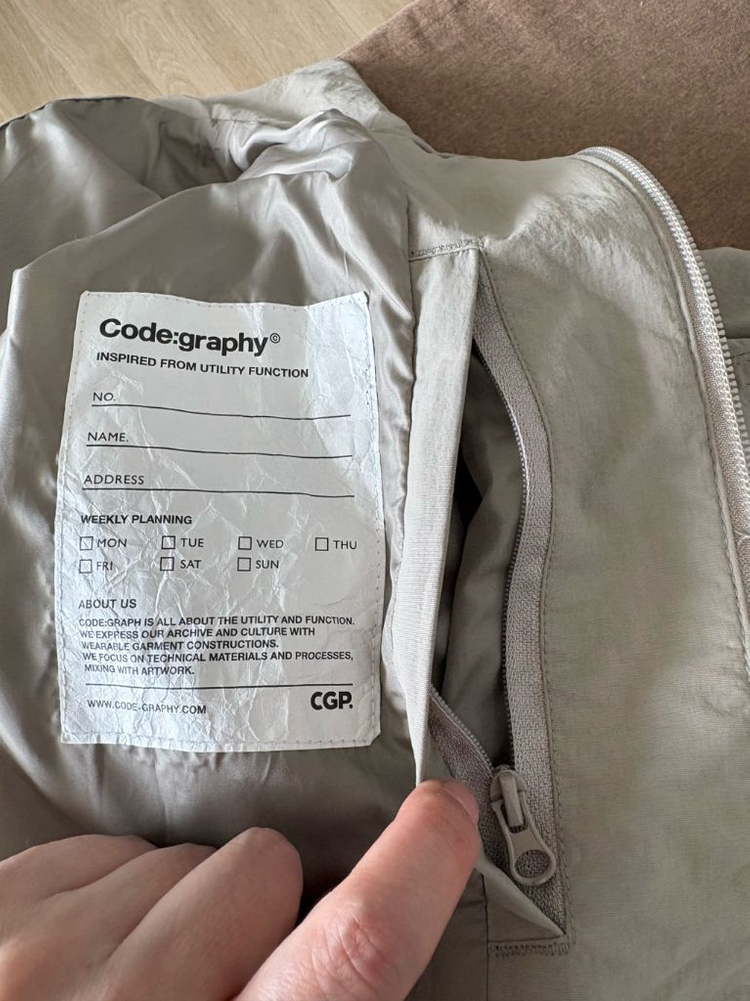 Code:graphy©
INSPIRED FROM UTILITY FUNCTION
NO.
NAME.
ADDRESS
WEEKLY PLANNING
☐ MON ☐ TUE ☐ WED ☐ THU
☐ FRI ☐ SAT ☐ SUN
ABOUT US
CODE:GRAPH IS ALL ABOUT THE UTILITY AND FUNCTION.
WE EXPRESS OUR ARCHIVE AND CULTURE WITH
WEARABLE GARMENT CONSTRUCTIONS.
WE FOCUS ON TECHNICAL MATERIALS AND PROCESSES,
MIXING WITH ARTWORK.
WWW.CODE-GRAPHY.COM CGP.